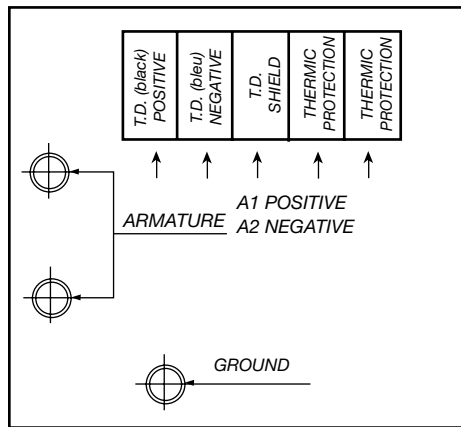 T.D. (black)
POSITIVE
T.D. (bleu)
NEGATIVE
T.D.
SHIELD
THERMIC
PROTECTION
THERMIC
PROTECTION
ARMATURE
A1 POSITIVE
A2 NEGATIVE
GROUND